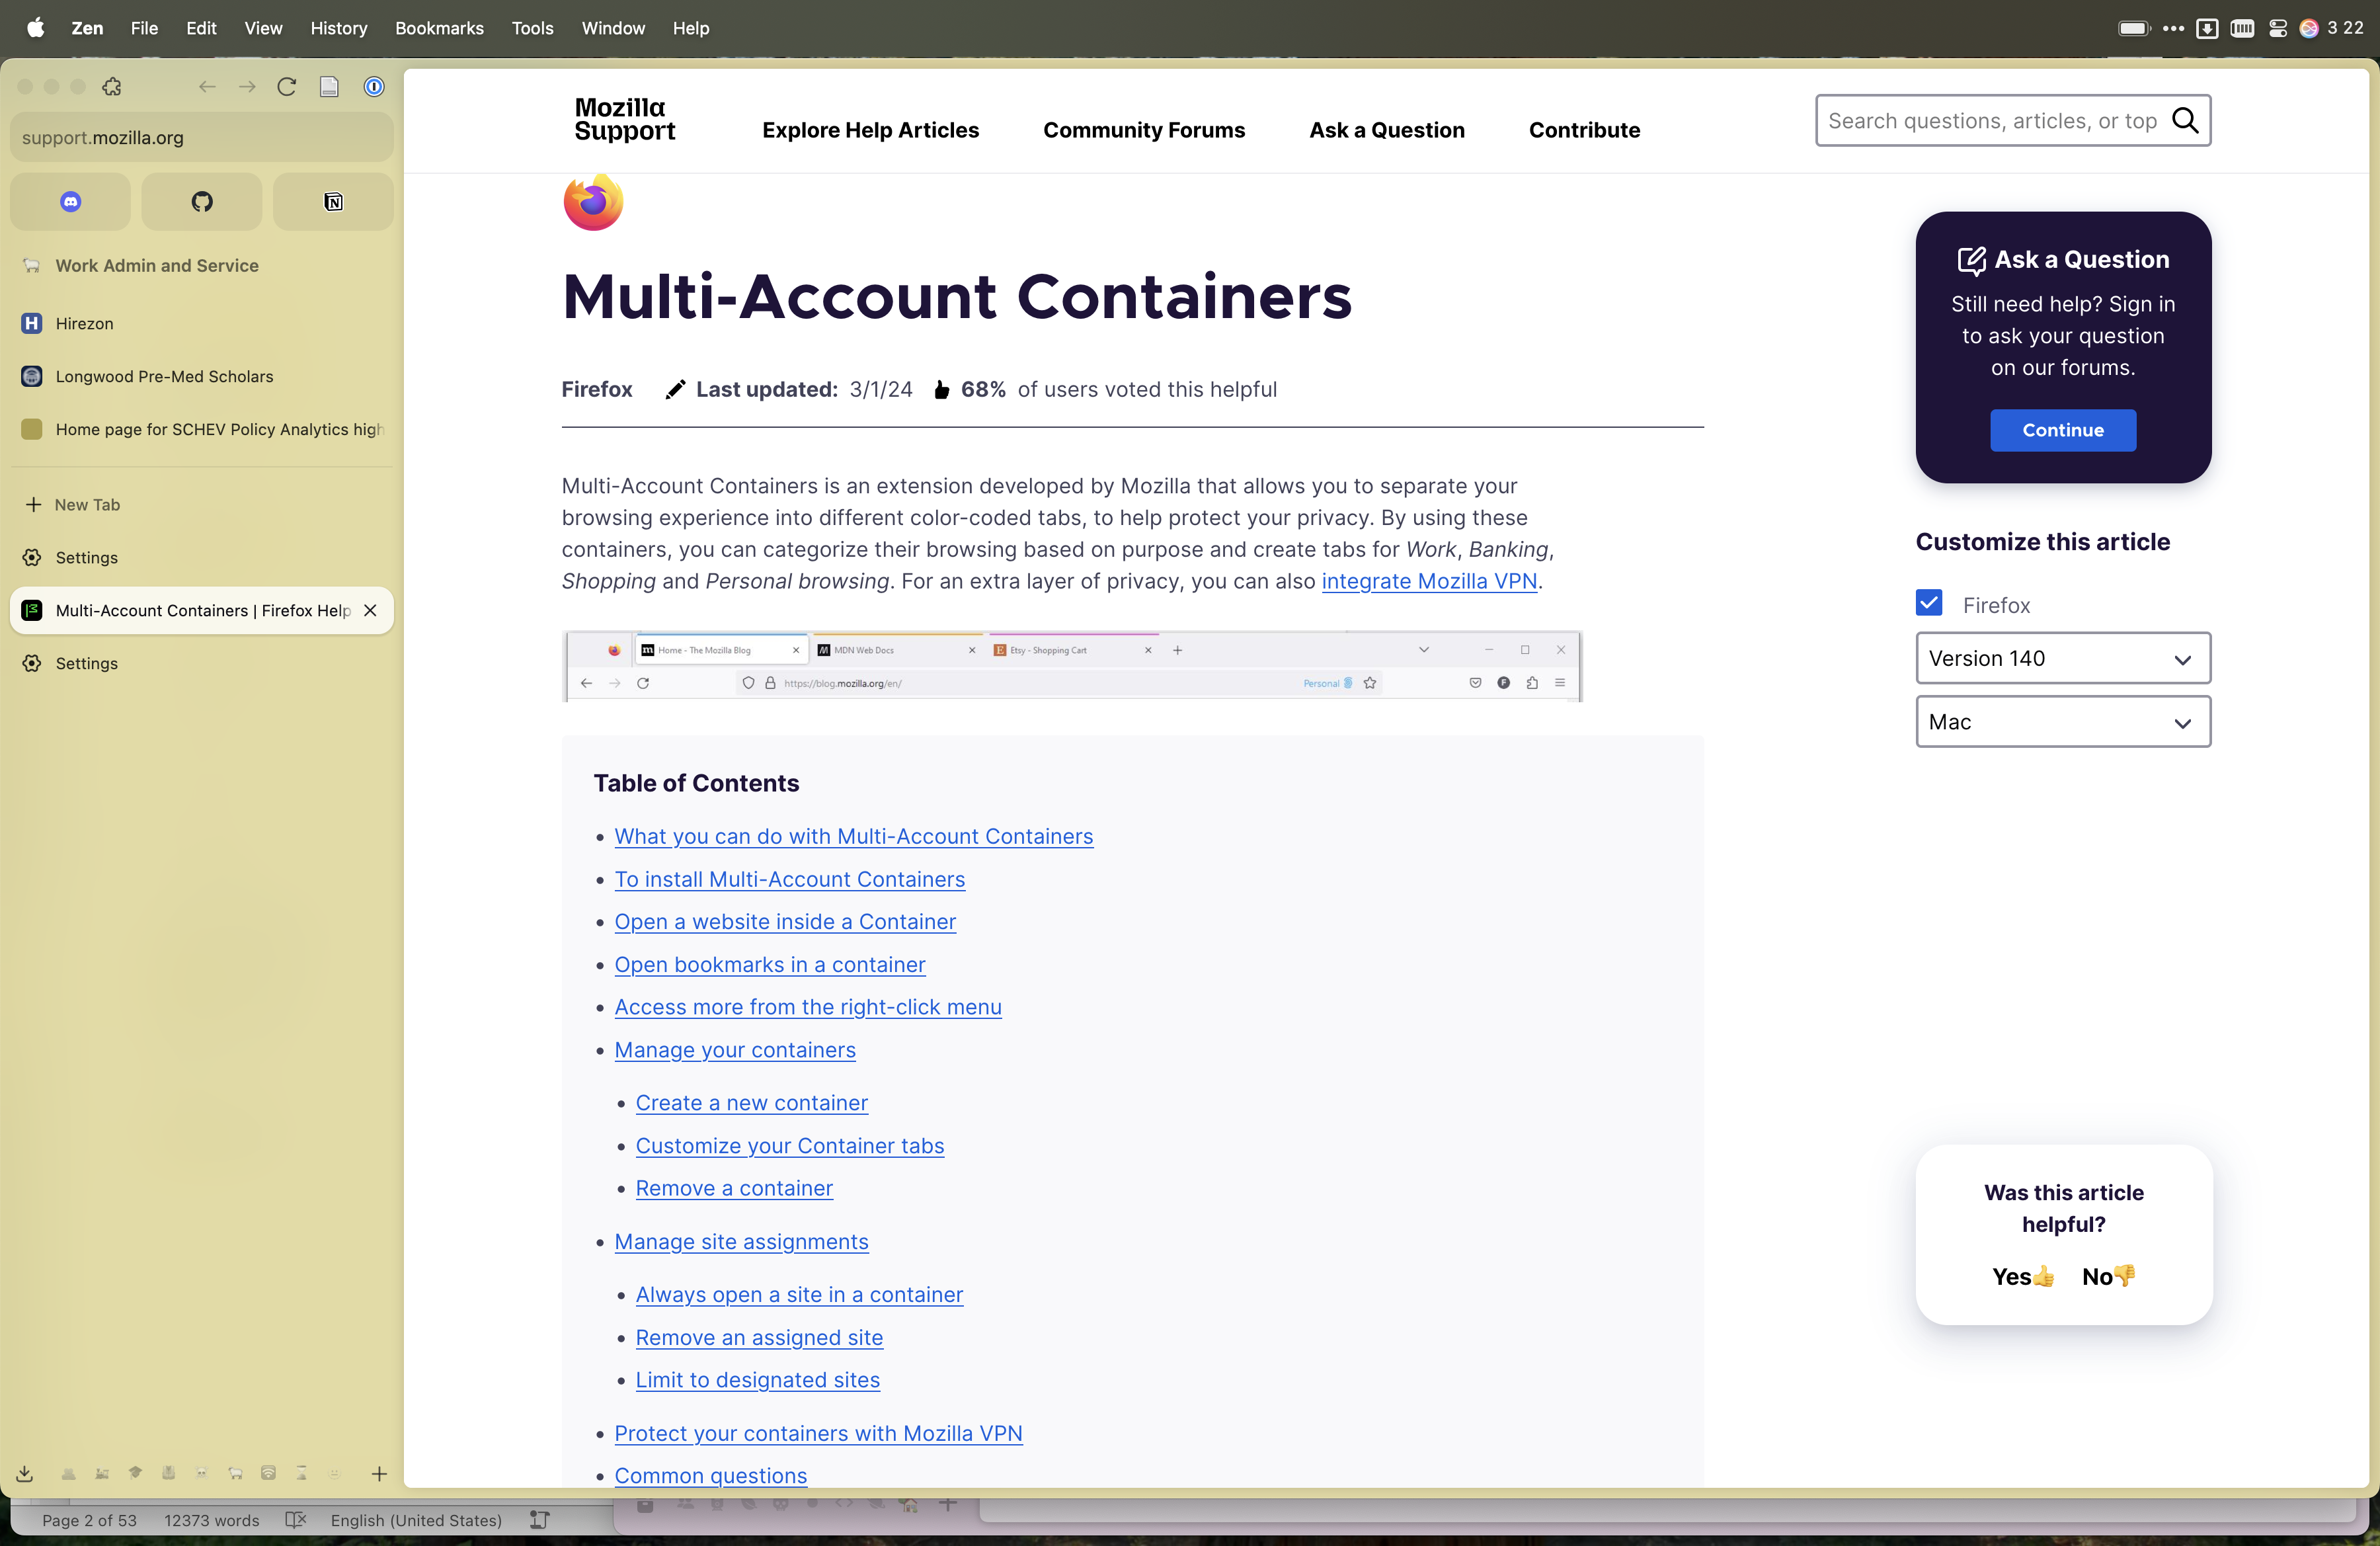 Zen File Edit View History Bookmarks Tools Window Help
3 22
support.mozilla.org
Work Admin and Service
Hirezon
Longwood Pre-Med Scholars
Home page for SCHEV Policy Analytics high
New Tab
Settings
Multi-Account Containers | Firefox Help
Settings
Mozilla
Support
Explore Help Articles
Community Forums
Ask a Question
Contribute
Search questions, articles, or top
Multi-Account Containers
Firefox Last updated: 3/1/24 68% of users voted this helpful
Multi-Account Containers is an extension developed by Mozilla that allows you to separate your
browsing experience into different color-coded tabs, to help protect your privacy. By using these
containers, you can categorize their browsing based on purpose and create tabs for Work, Banking,
Shopping and Personal browsing. For an extra layer of privacy, you can also integrate Mozilla VPN.
Home - The Mozilla Blog
MDN Web Docs
Etsy - Shopping Cart
https://blog.mozilla.org/en/
Personal
Table of Contents
What you can do with Multi-Account Containers
To install Multi-Account Containers
Open a website inside a Container
Open bookmarks in a container
Access more from the right-click menu
Manage your containers
Create a new container
Customize your Container tabs
Remove a container
Manage site assignments
Always open a site in a container
Remove an assigned site
Limit to designated sites
Protect your containers with Mozilla VPN
Common questions
Ask a Question
Still need help? Sign in
to ask your question
on our forums.
Continue
Customize this article
Firefox
Version 140
Mac
Was this article
helpful?
Yes👍 No👎
Page 2 of 53
12373 words
English (United States)